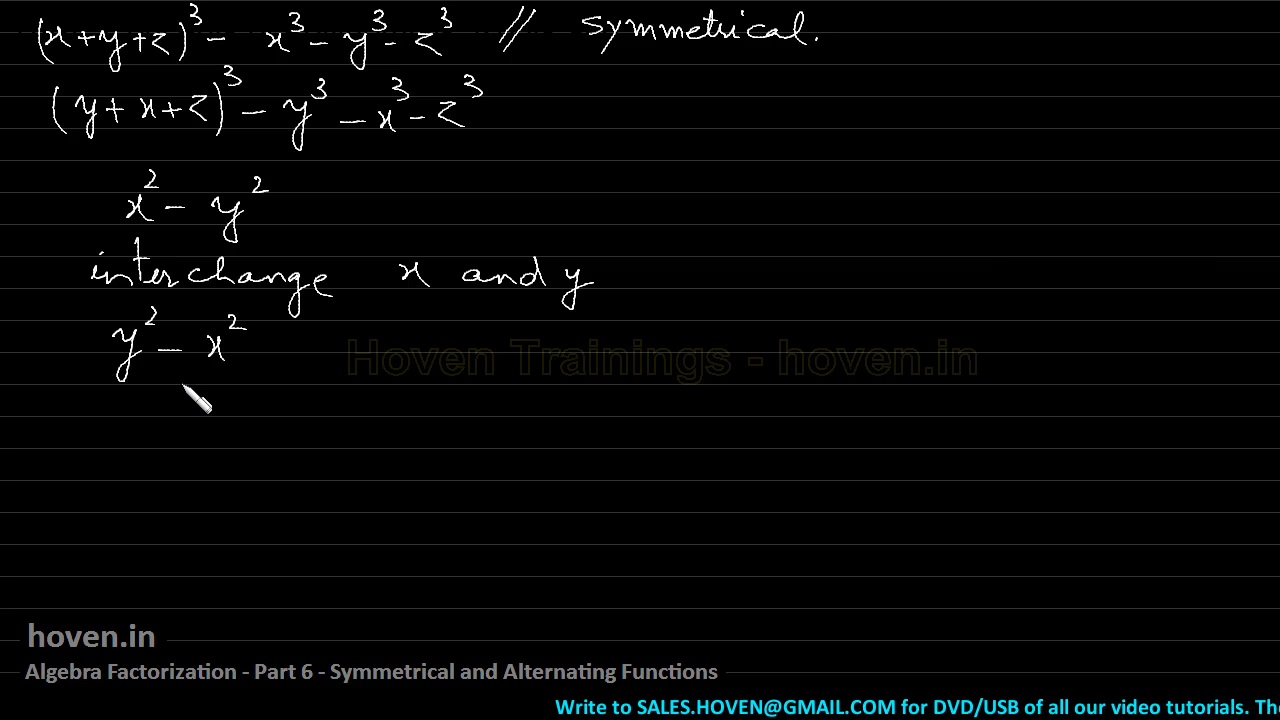 (x+y+z)³ - x³ - y³ - z³ // symmetrical.
(y+x+z)³ - y³ - x³ - z³
x² - y²
interchange x and y
y² - x²
Hoven Trainings - hoven.in
hoven.in
Algebra Factorization - Part 6 - Symmetrical and Alternating Functions
Write to SALES.HOVEN@GMAIL.COM for DVD/USB of all our video tutorials. The